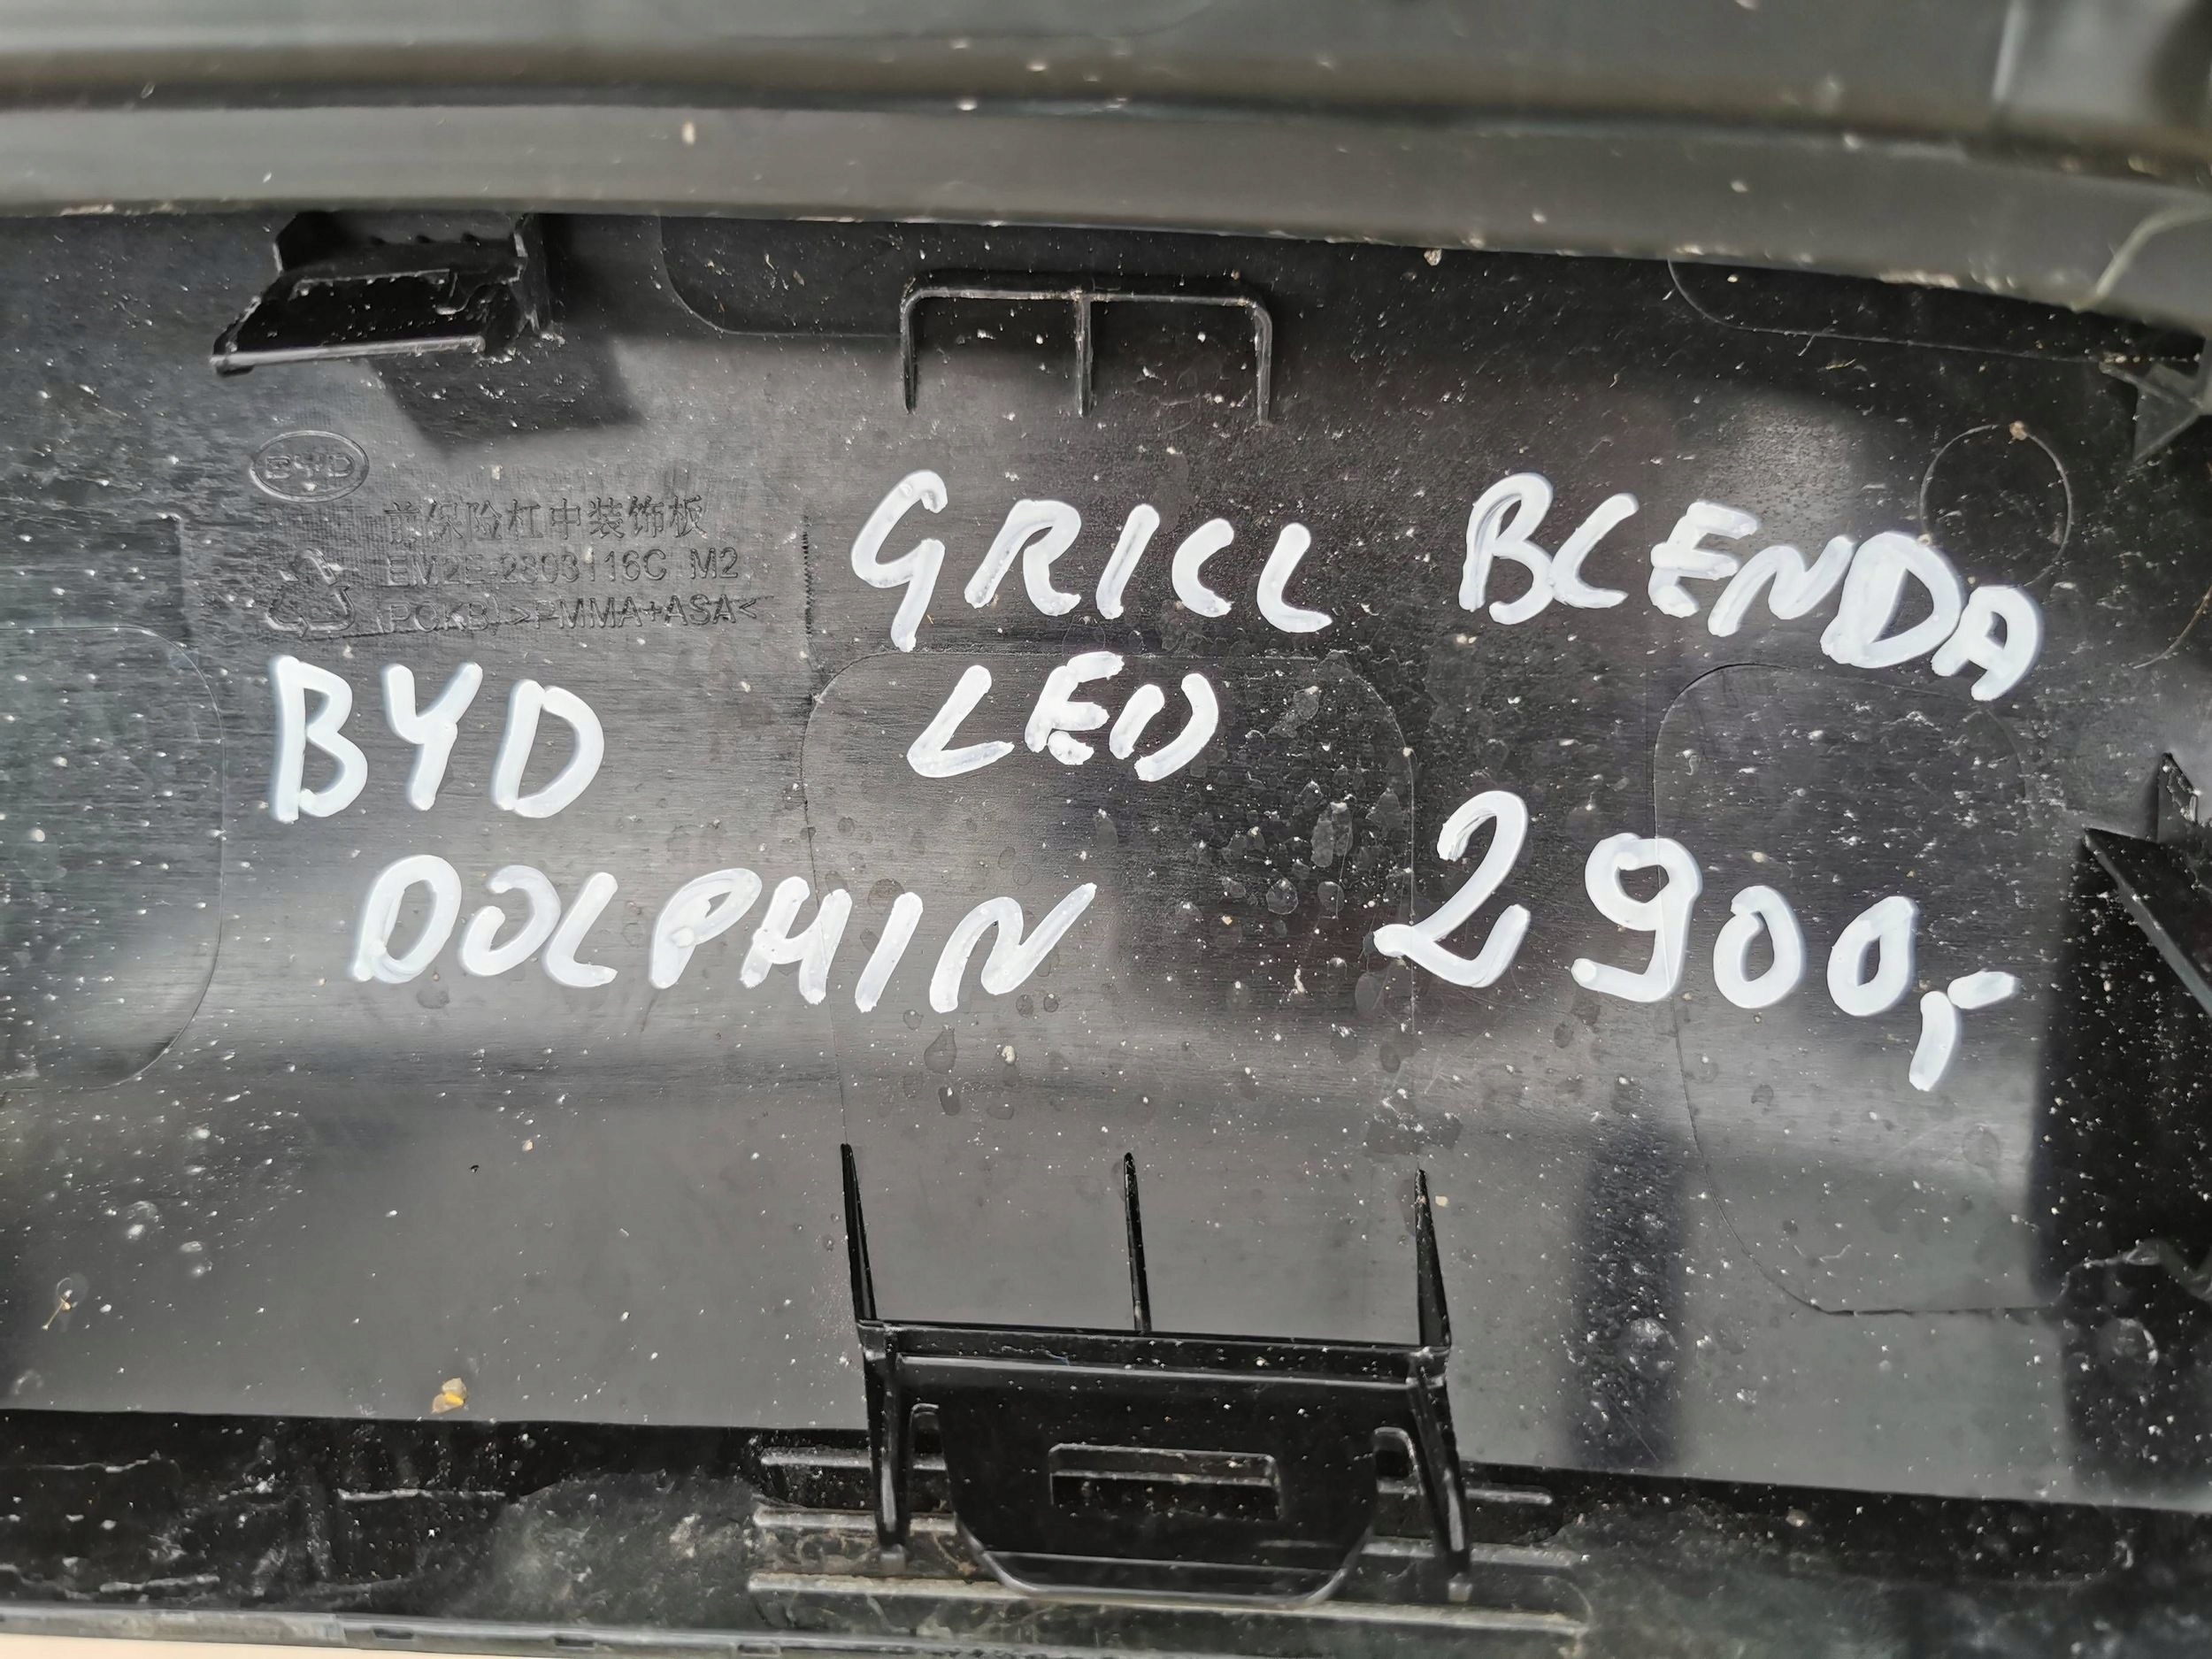 BYD
前保险杠中装饰板
EM2E-2803116C M2
(POKB) >PMMA+ASA<
GRILL BLENDA
LED
BYD
DOLPHIN
2900,-